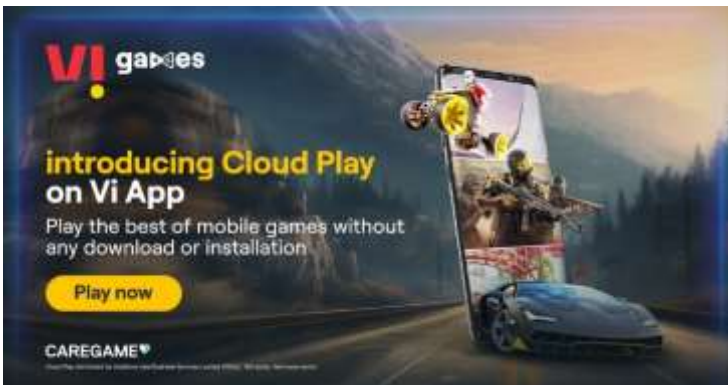 Vi games
introducing Cloud Play
on Vi App
Play the best of mobile games without
any download or installation
Play now
CAREGAME